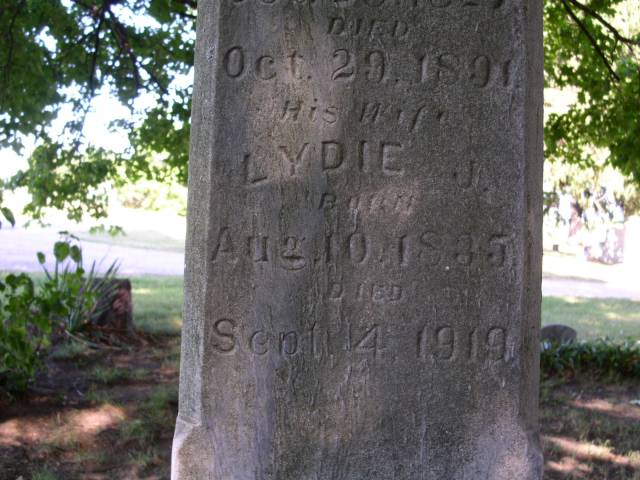 DIED
Oct. 29. 1891
His Wife
LYDIE J.
BORN
Aug. 10. 1835
DIED
Sept. 14. 1919